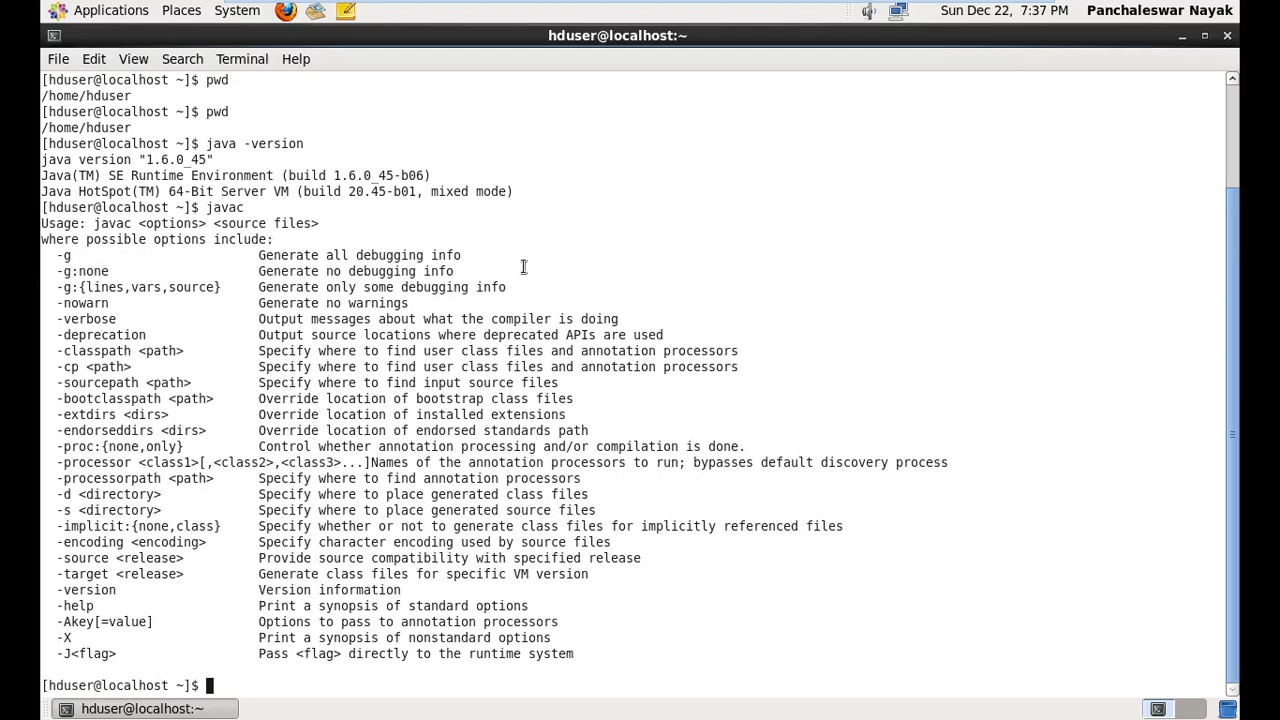 Applications Places System Sun Dec 22, 7:37 PM Panchaleswar Nayak
hduser@localhost:~
File Edit View Search Terminal Help
[hduser@localhost ~]$ pwd
/home/hduser
[hduser@localhost ~]$ pwd
/home/hduser
[hduser@localhost ~]$ java -version
java version "1.6.0_45"
Java(TM) SE Runtime Environment (build 1.6.0_45-b06)
Java HotSpot(TM) 64-Bit Server VM (build 20.45-b01, mixed mode)
[hduser@localhost ~]$ javac
Usage: javac <options> <source files>
where possible options include:
  -g                         Generate all debugging info
  -g:none                    Generate no debugging info
  -g:{lines,vars,source}     Generate only some debugging info
  -nowarn                    Generate no warnings
  -verbose                   Output messages about what the compiler is doing
  -deprecation               Output source locations where deprecated APIs are used
  -classpath <path>          Specify where to find user class files and annotation processors
  -cp <path>                 Specify where to find user class files and annotation processors
  -sourcepath <path>         Specify where to find input source files
  -bootclasspath <path>      Override location of bootstrap class files
  -extdirs <dirs>            Override location of installed extensions
  -endorseddirs <dirs>       Override location of endorsed standards path
  -proc:{none,only}          Control whether annotation processing and/or compilation is done.
  -processor <class1>[,<class2>,<class3>...]Names of the annotation processors to run; bypasses default discovery process
  -processorpath <path>      Specify where to find annotation processors
  -d <directory>             Specify where to place generated class files
  -s <directory>             Specify where to place generated source files
  -implicit:{none,class}     Specify whether or not to generate class files for implicitly referenced files
  -encoding <encoding>       Specify character encoding used by source files
  -source <release>          Provide source compatibility with specified release
  -target <release>          Generate class files for specific VM version
  -version                   Version information
  -help                      Print a synopsis of standard options
  -Akey[=value]              Options to pass to annotation processors
  -X                         Print a synopsis of nonstandard options
  -J<flag>                   Pass <flag> directly to the runtime system
[hduser@localhost ~]$
hduser@localhost:~